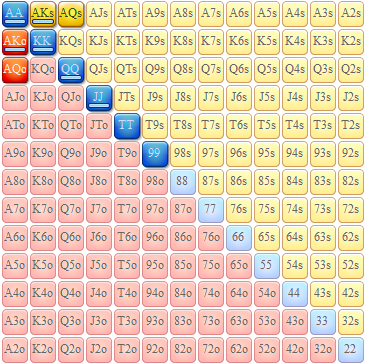 AA AKs AQs AJs ATs A9s A8s A7s A6s A5s A4s A3s A2s
AKo KK KQs KJs KTs K9s K8s K7s K6s K5s K4s K3s K2s
AQo KQo QQ QJs QTs Q9s Q8s Q7s Q6s Q5s Q4s Q3s Q2s
AJo KJo QJo JJ JTs J9s J8s J7s J6s J5s J4s J3s J2s
ATo KTo QTo JTo TT T9s T8s T7s T6s T5s T4s T3s T2s
A9o K9o Q9o J9o T9o 99 98s 97s 96s 95s 94s 93s 92s
A8o K8o Q8o J8o T8o 98o 88 87s 86s 85s 84s 83s 82s
A7o K7o Q7o J7o T7o 97o 87o 77 76s 75s 74s 73s 72s
A6o K6o Q6o J6o T6o 96o 86o 76o 66 65s 64s 63s 62s
A5o K5o Q5o J5o T5o 95o 85o 75o 65o 55 54s 53s 52s
A4o K4o Q4o J4o T4o 94o 84o 74o 64o 54o 44 43s 42s
A3o K3o Q3o J3o T3o 93o 83o 73o 63o 53o 43o 33 32s
A2o K2o Q2o J2o T2o 92o 82o 72o 62o 52o 42o 32o 22